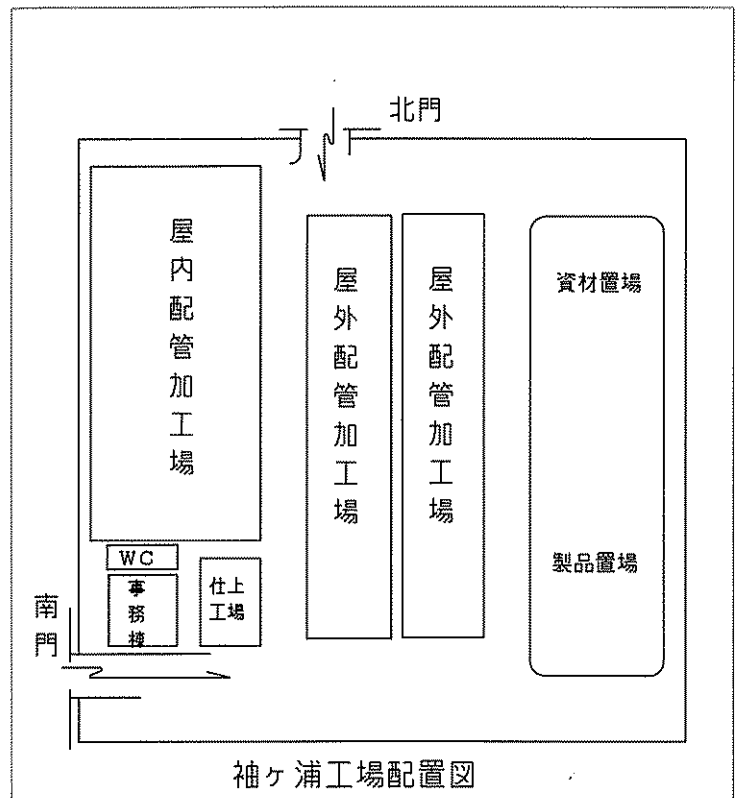 北門
屋内配管加工場
屋外配管加工場
屋外配管加工場
資材置場
製品置場
WC
事務棟
仕上
工場
南門
袖ヶ浦工場配置図